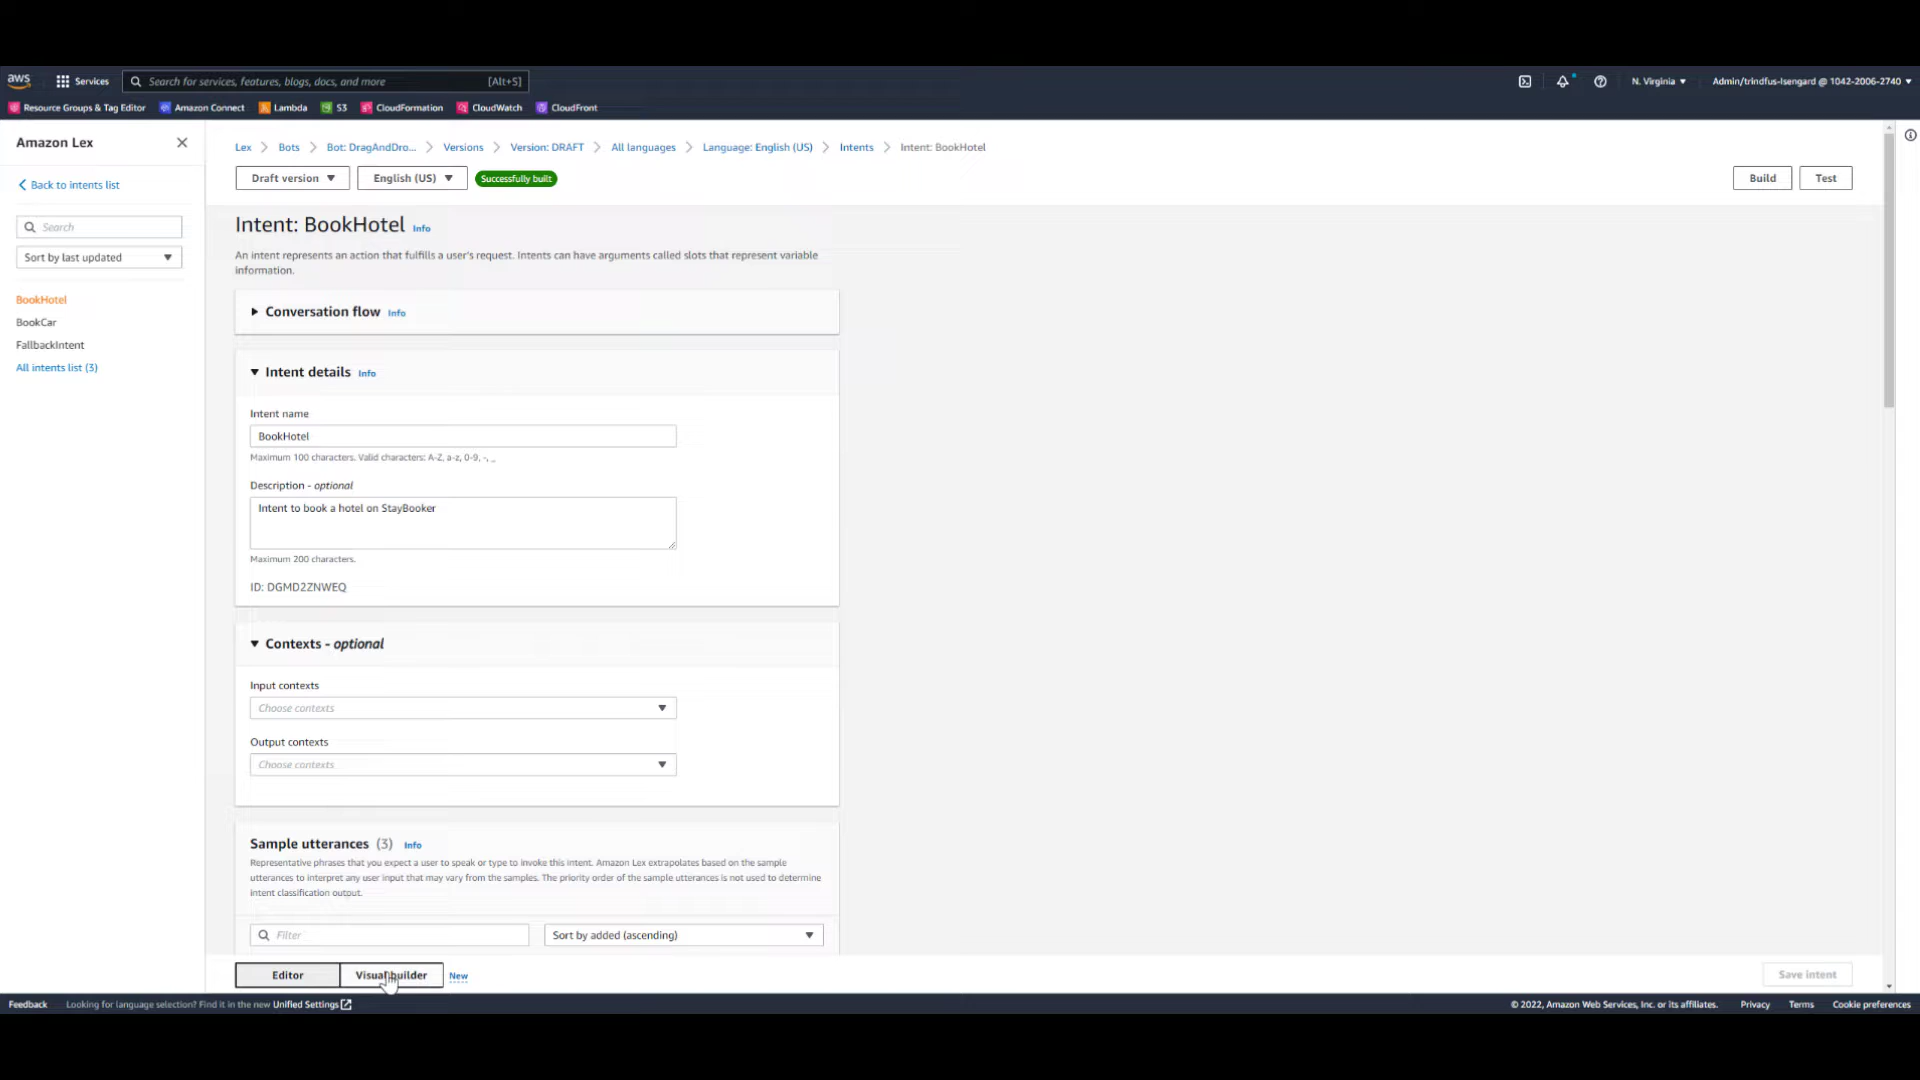 aws Services Search for services, features, blogs, docs, and more [Alt+S] N. Virginia Admin/trindfus-Isengard @ 1042-2006-2740
Resource Groups & Tag Editor Amazon Connect Lambda S3 CloudFormation CloudWatch CloudFront
Amazon Lex
Back to intents list
Search
Sort by last updated
BookHotel
BookCar
FallbackIntent
All intents list (3)
Lex Bots Bot: DragAndDro... Versions Version: DRAFT All languages Language: English (US) Intents Intent: BookHotel
Draft version English (US) Successfully built Build Test
Intent: BookHotel Info
An intent represents an action that fulfills a user's request. Intents can have arguments called slots that represent variable
information.
Conversation flow Info
Intent details Info
Intent name
BookHotel
Maximum 100 characters. Valid characters: A-Z, a-z, 0-9, -, _
Description - optional
Intent to book a hotel on StayBooker
Maximum 200 characters.
ID: DGMD2ZNWEQ
Contexts - optional
Input contexts
Choose contexts
Output contexts
Choose contexts
Sample utterances (3) Info
Representative phrases that you expect a user to speak or type to invoke this intent. Amazon Lex extrapolates based on the sample
utterances to interpret any user input that may vary from the samples. The priority order of the sample utterances is not used to determine
intent classification output.
Filter Sort by added (ascending)
Editor Visual builder New Save intent
Feedback Looking for language selection? Find it in the new Unified Settings © 2022, Amazon Web Services, Inc. or its affiliates. Privacy Terms Cookie preferences